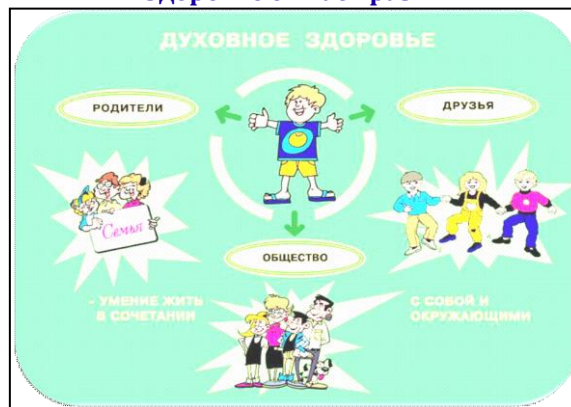 ДУХОВНОЕ ЗДОРОВЬЕ
РОДИТЕЛИ
ДРУЗЬЯ
Семья
ОБЩЕСТВО
- УМЕНИЕ ЖИТЬ
В СОЧЕТАНИИ
С СОБОЙ И
ОКРУЖАЮЩИМИ